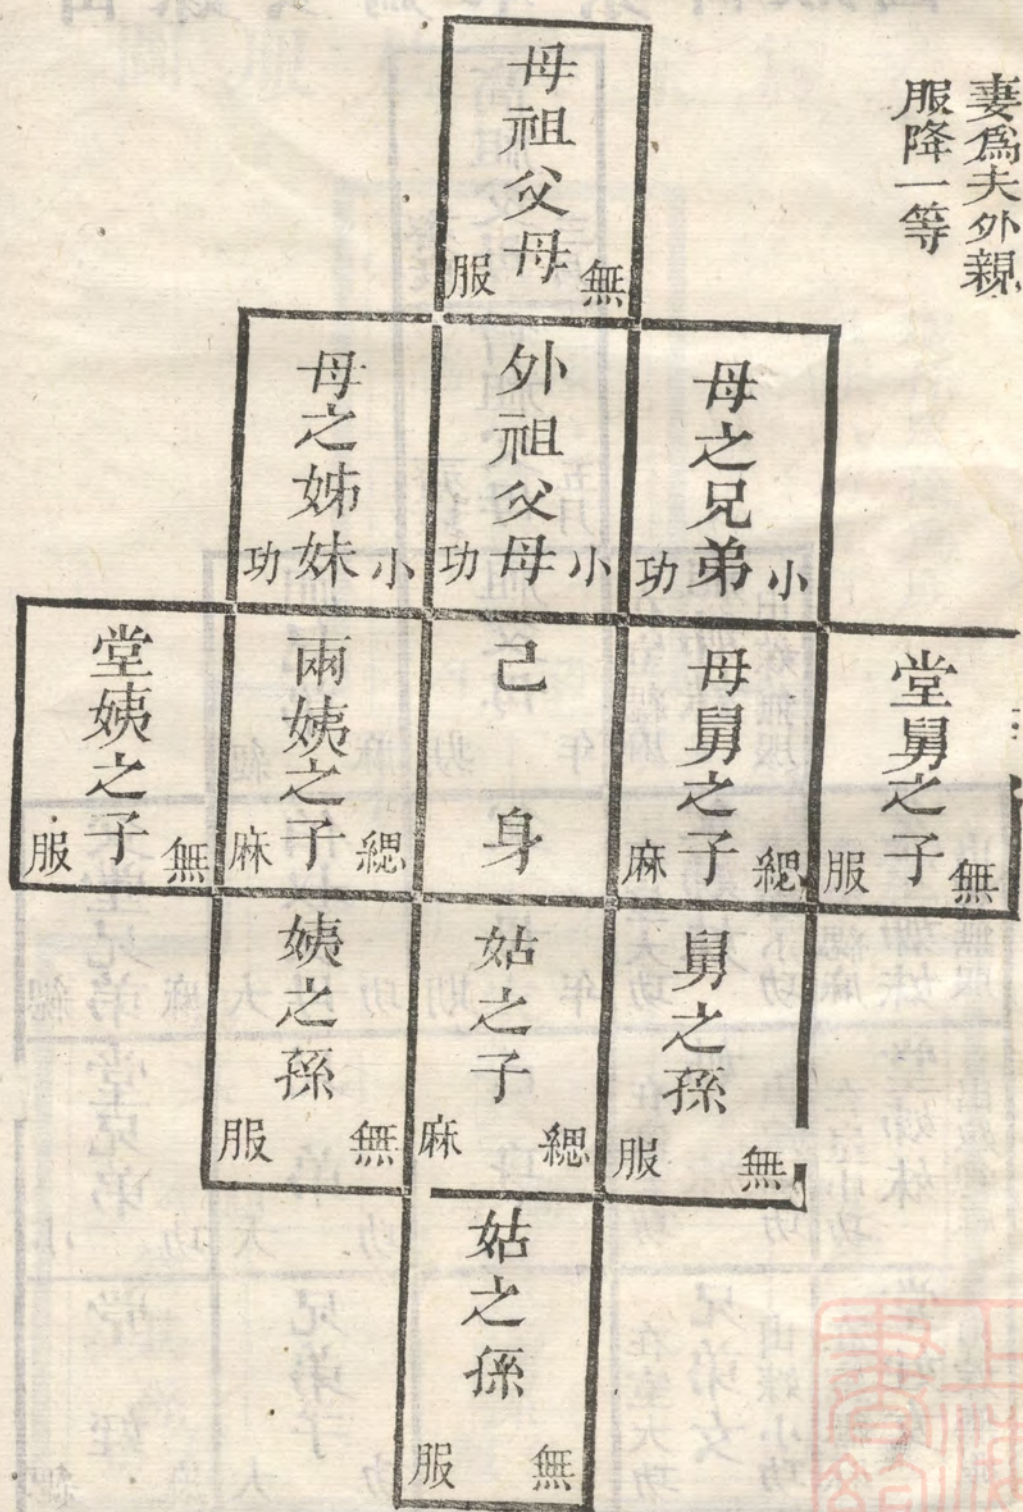 妻爲夫外親
服降一等
母祖父母
無服
母之兄弟
小功
外祖父母
小功
母之姊妹
小功
堂舅之子
無服
母舅之子
緦麻
己身
兩姨之子
緦麻
堂姨之子
無服
舅之孫
無服
姑之子
緦麻
姨之孫
無服
姑之孫
無服